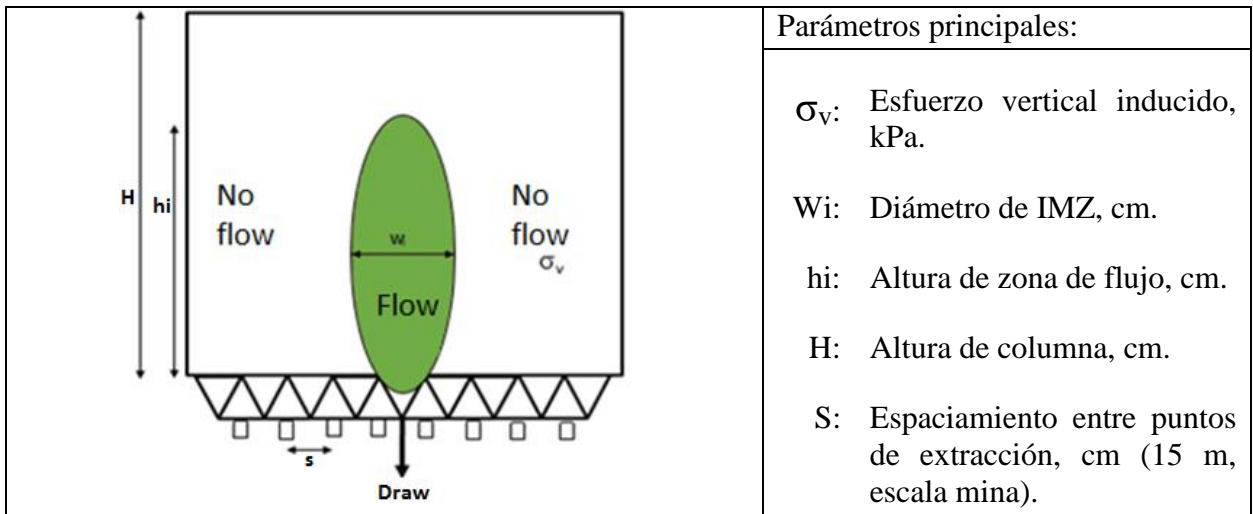 H
hi
No
flow
No
flow
σv
wi
Flow
s
Draw
Parámetros principales:
σv: Esfuerzo vertical inducido,
kPa.
Wi: Diámetro de IMZ, cm.
hi: Altura de zona de flujo, cm.
H: Altura de columna, cm.
S: Espaciamiento entre puntos
de extracción, cm (15 m,
escala mina).